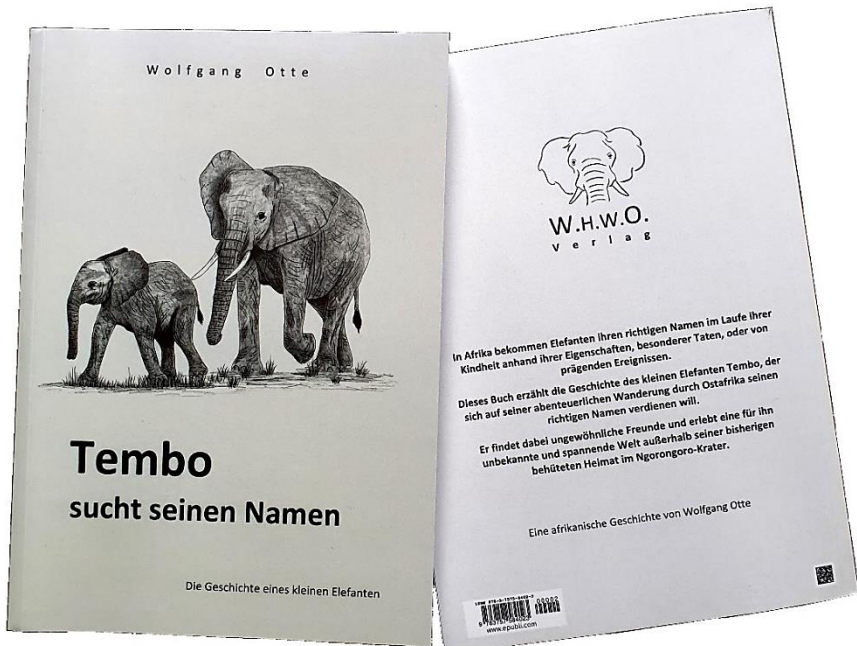 Wolfgang Otte
Tembo
sucht seinen Namen
Die Geschichte eines kleinen Elefanten
W.H.W.O.
Verlag
In Afrika bekommen Elefanten ihren richtigen Namen im Laufe ihrer
Kindheit anhand ihrer Eigenschaften, besonderer Taten, oder von
prägenden Ereignissen.
Dieses Buch erzählt die Geschichte des kleinen Elefanten Tembo, der
sich auf seiner abenteuerlichen Wanderung durch Ostafrika seinen
richtigen Namen verdienen will.
Er findet dabei ungewöhnliche Freunde und erlebt eine für ihn
unbekannte und spannende Welt außerhalb seiner bisherigen
behüteten Heimat im Ngorongoro-Krater.
Eine afrikanische Geschichte von Wolfgang Otte
ISBN
00002
www.epubli.com